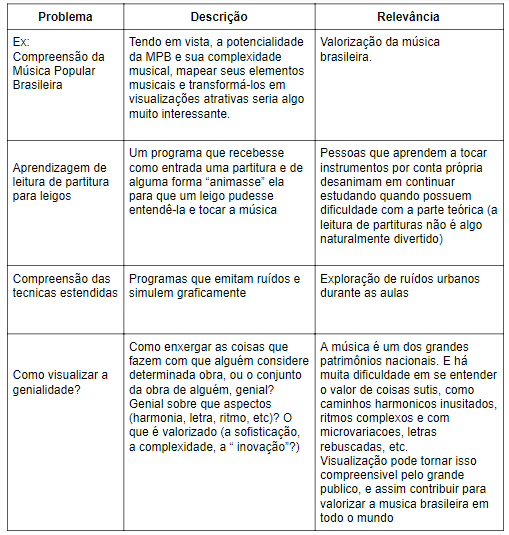 Problema
Descrição
Relevância
Ex:
Compreensão da
Música Popular
Brasileira
Tendo em vista, a potencialidade
da MPB e sua complexidade
musical, mapear seus elementos
musicais e transformá-los em
visualizações atrativas seria algo
muito interessante.
Valorização da música
brasileira.
Aprendizagem de
leitura de partitura
para leigos
Um programa que recebesse
como entrada uma partitura e de
alguma forma “animasse” ela
para que um leigo pudesse
entendê-la e tocar a música
Pessoas que aprendem a tocar
instrumentos por conta própria
desanimam em continuar
estudando quando possuem
dificuldade com a parte teórica (a
leitura de partituras não é algo
naturalmente divertido)
Compreensão das
tecnicas estendidas
Programas que emitam ruídos e
simulem graficamente
Exploração de ruídos urbanos
durante as aulas
Como visualizar a
genialidade?
Como enxergar as coisas que
fazem com que alguém considere
determinada obra, ou o conjunto
da obra de alguém, genial?
Genial sobre que aspectos
(harmonia, letra, ritmo, etc)? O
que é valorizado (a sofisticação,
a complexidade, a “ inovação”?)
A música é um dos grandes
patrimônios nacionais. E há
muita dificuldade em se entender
o valor de coisas sutis, como
caminhos harmonicos inusitados,
ritmos complexos e com
microvariacoes, letras
rebuscadas, etc.
Visualização pode tornar isso
compreensivel pelo grande
publico, e assim contribuir para
valorizar a musica brasileira em
todo o mundo